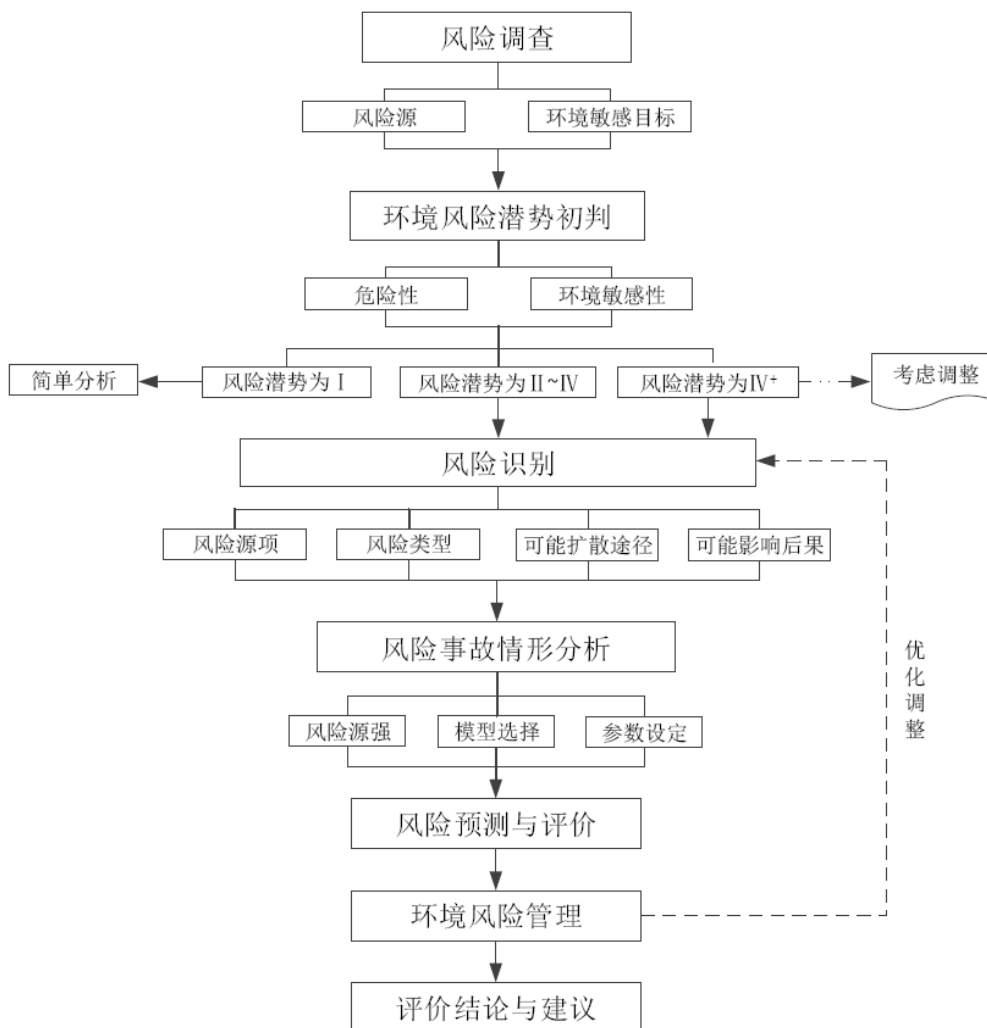 风险调查
风险源
环境敏感目标
环境风险潜势初判
危险性
环境敏感性
简单分析
风险潜势为Ⅰ
风险潜势为Ⅱ~Ⅳ
风险潜势为Ⅳ⁺
考虑调整
风险识别
风险源项
风险类型
可能扩散途径
可能影响后果
风险事故情形分析
优化调整
风险源强
模型选择
参数设定
风险预测与评价
环境风险管理
评价结论与建议